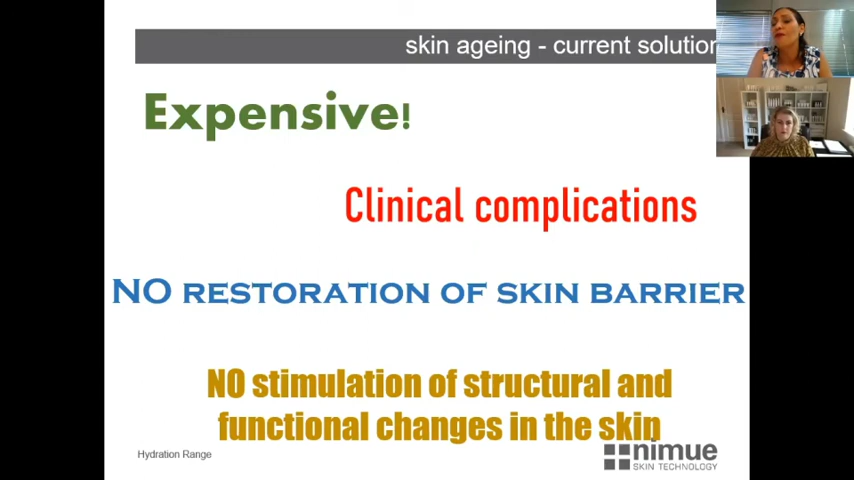 skin ageing - current solution
Expensive!
Clinical complications
NO RESTORATION OF SKIN BARRIER
NO stimulation of structural and
functional changes in the skin
Hydration Range
nimue
SKIN TECHNOLOGY